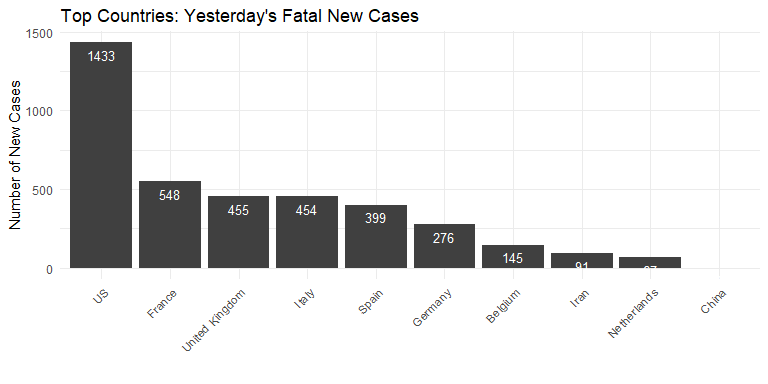 Top Countries: Yesterday's Fatal New Cases
Number of New Cases
1500
1000
500
0
1433
548
455
454
399
276
145
91
US
France
United Kingdom
Italy
Spain
Germany
Belgium
Iran
Netherlands
China